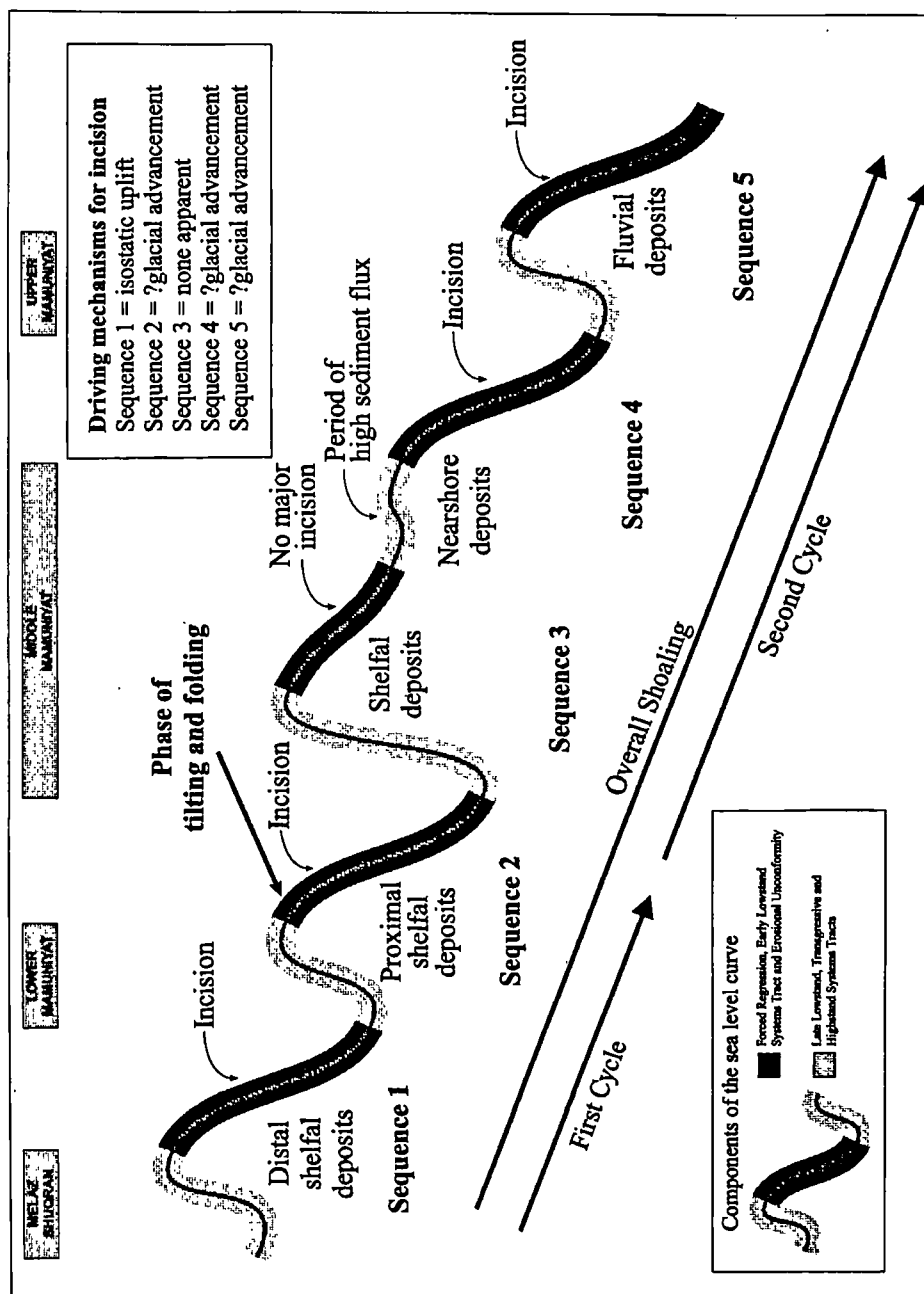 MELAZ
SHUGRAN
LOWER
MAMUNIYAT
MIDDLE
MAMUNIYAT
UPPER
MAMUNIYAT
Driving mechanisms for incision
Sequence 1 = isostatic uplift
Sequence 2 = ?glacial advancement
Sequence 3 = none apparent
Sequence 4 = ?glacial advancement
Sequence 5 = ?glacial advancement
Incision
Phase of
tilting and folding
Incision
No major
incision
Period of
high sediment flux
Incision
Incision
Distal
shelfal
deposits
Proximal
shelfal
deposits
Shelfal
deposits
Nearshore
deposits
Fluvial
deposits
Sequence 1
Sequence 2
Sequence 3
Sequence 4
Sequence 5
Overall Shoaling
First Cycle
Second Cycle
Components of the sea level curve
Forced Regression, Early Lowstand
Systems Tract and Erosional Unconformity
Late Lowstand, Transgressive and
Highstand Systems Tracts